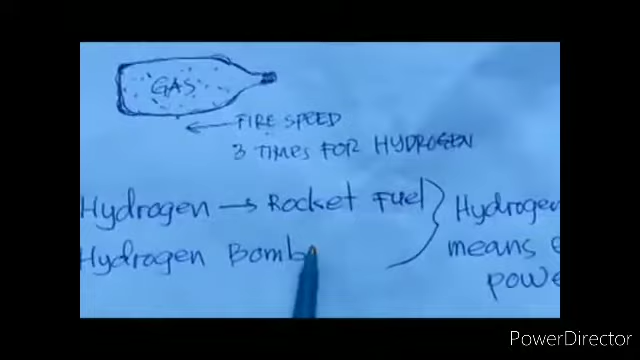 GAS
FIRE SPEED
3 TIMES FOR HYDROGEN
Hydrogen → Rocket Fuel
Hydrogen Bomb
Hydrogen
means
powe
PowerDirector